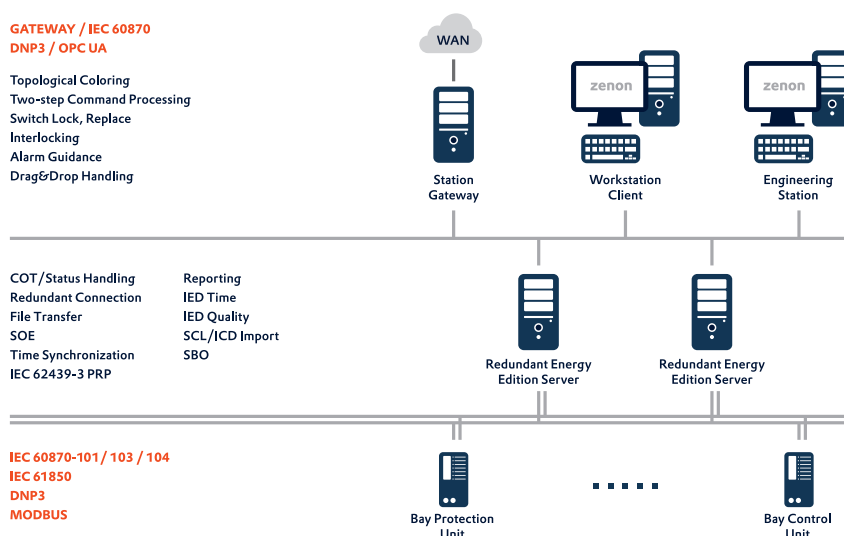 GATEWAY / IEC 60870
DNP3 / OPC UA
Topological Coloring
Two-step Command Processing
Switch Lock, Replace
Interlocking
Alarm Guidance
Drag&Drop Handling
WAN
zenon
zenon
Station
Gateway
Workstation
Client
Engineering
Station
COT/Status Handling
Redundant Connection
File Transfer
SOE
Time Synchronization
IEC 62439-3 PRP
Reporting
IED Time
IED Quality
SCL/ICD Import
SBO
Redundant Energy
Edition Server
Redundant Energy
Edition Server
IEC 60870-101 / 103 / 104
IEC 61850
DNP3
MODBUS
Bay Protection
Unit
Bay Control
Unit